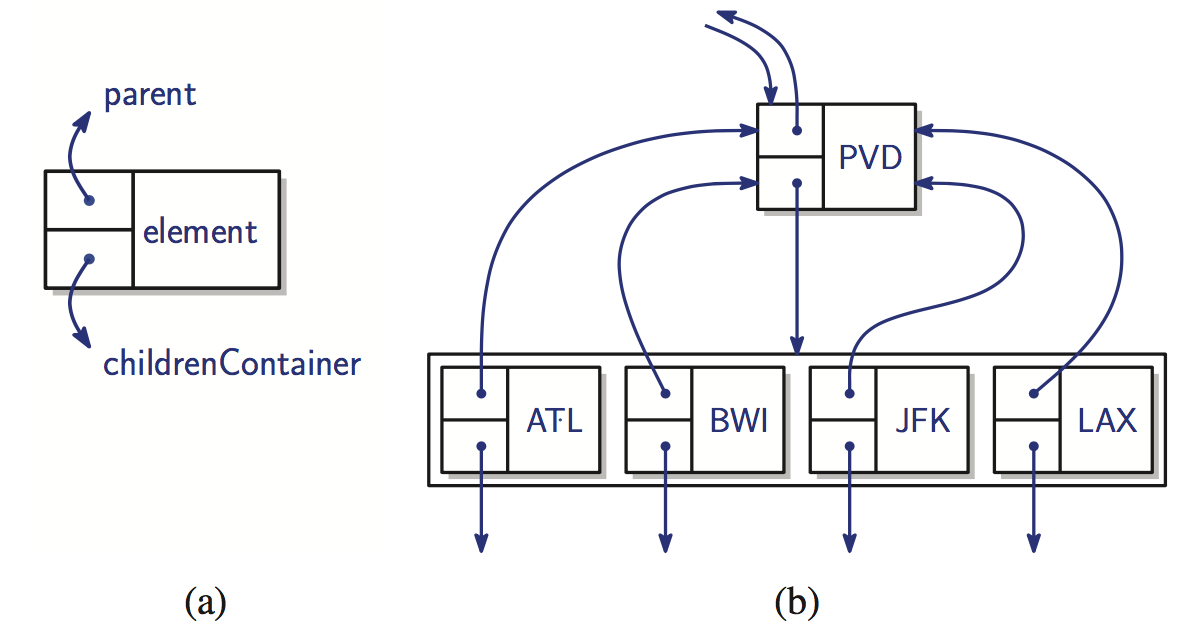 parent
element
childrenContainer
(a)
PVD
ATL
BWI
JFK
LAX
(b)